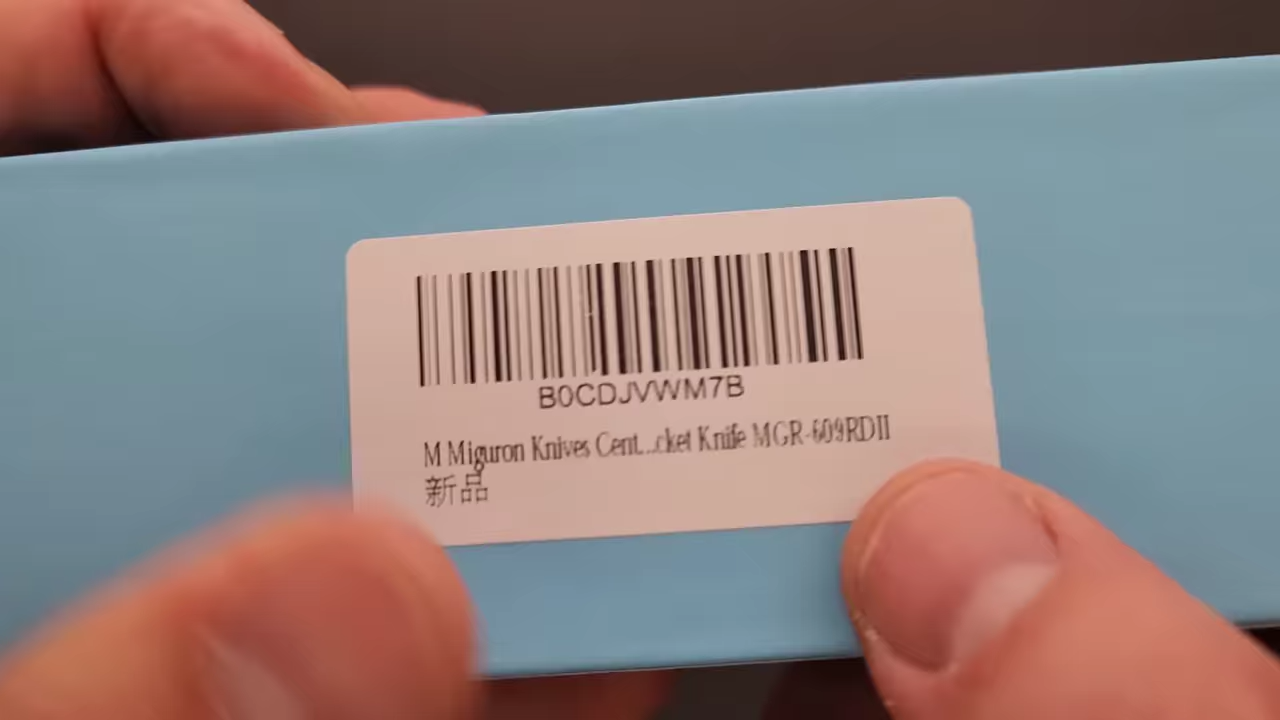 B0CDJVWM7B
M Miguron Knives Cent...cket Knife MGR-609RDII
新品